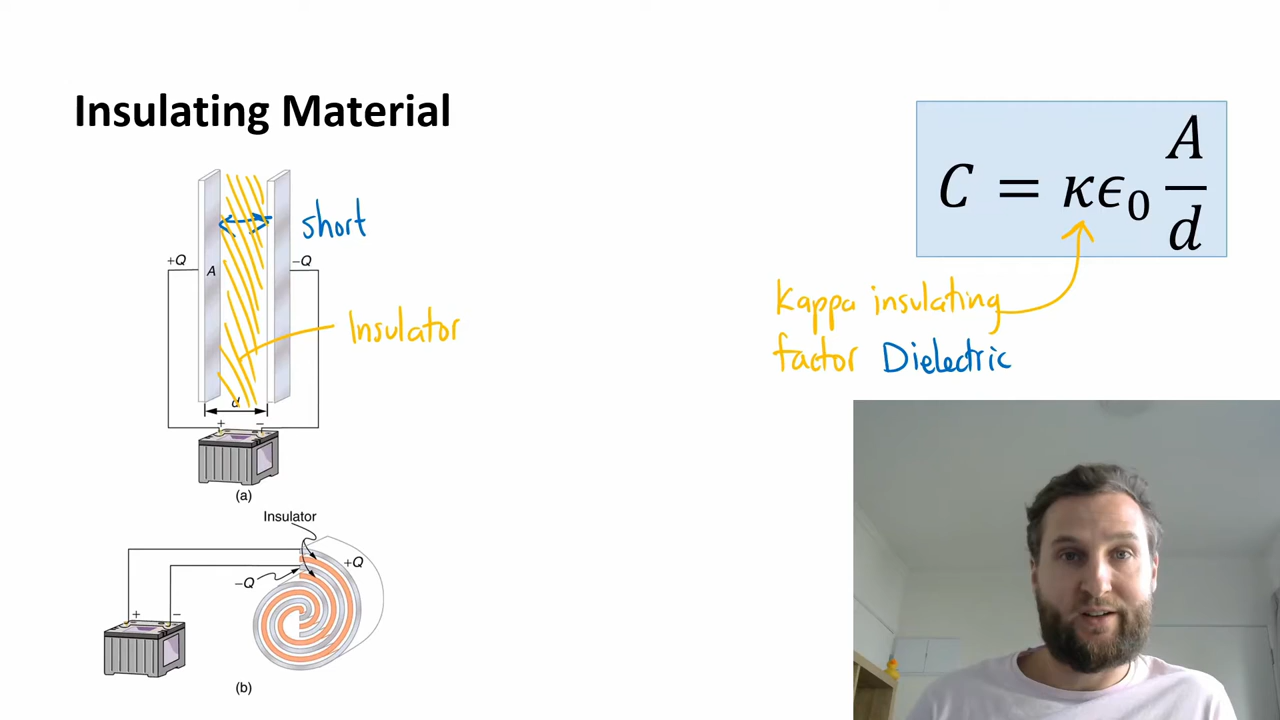 Insulating Material
short
+Q
A
−Q
Insulator
d
+
−
(a)
Insulator
+Q
−Q
+
−
(b)
C = κϵ₀ A/d
Kappa insulating
factor Dielectric